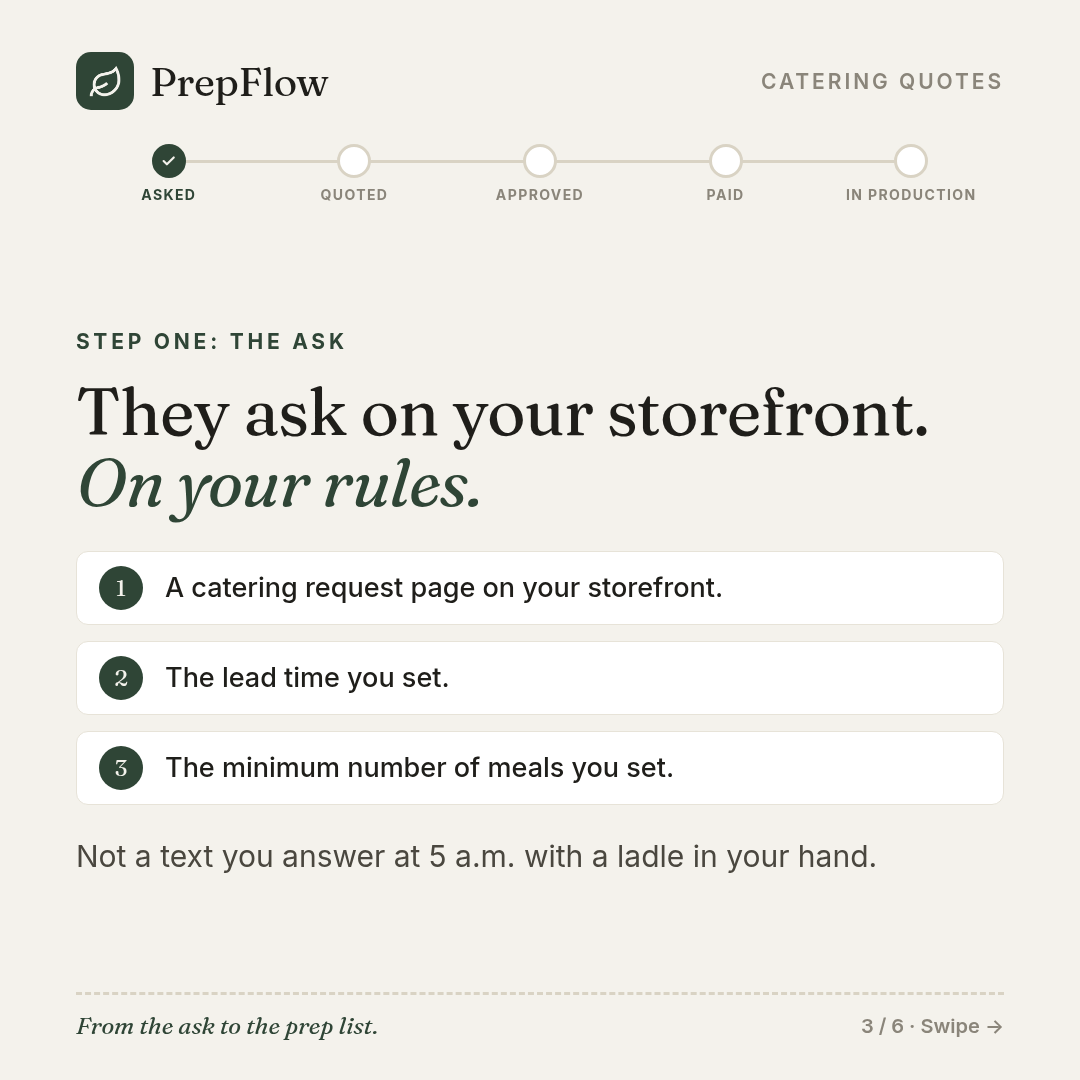 PrepFlow
CATERING QUOTES
ASKED
QUOTED
APPROVED
PAID
IN PRODUCTION
STEP ONE: THE ASK
They ask on your storefront.
On your rules.
1 A catering request page on your storefront.
2 The lead time you set.
3 The minimum number of meals you set.
Not a text you answer at 5 a.m. with a ladle in your hand.
From the ask to the prep list.
3 / 6 · Swipe →